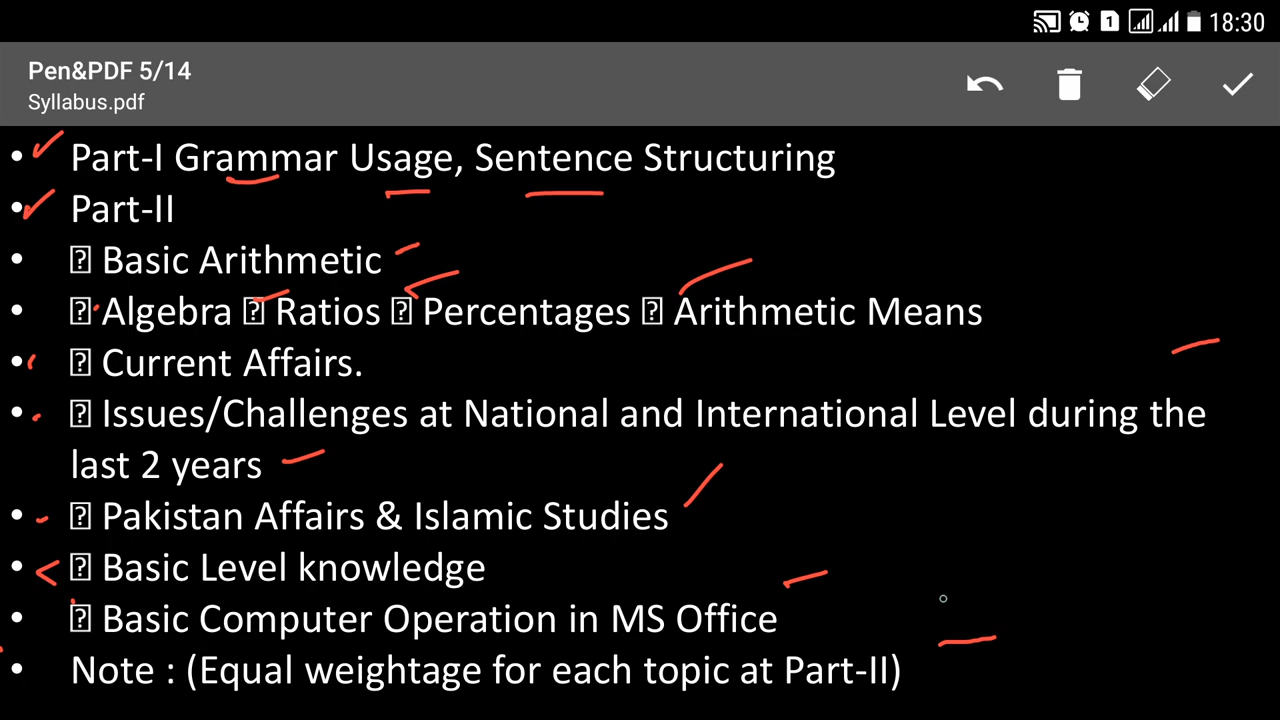 1 18:30
Pen&PDF 5/14
Syllabus.pdf
• Part-I Grammar Usage, Sentence Structuring
• Part-II
• ⍰ Basic Arithmetic
• ⍰ Algebra ⍰ Ratios ⍰ Percentages ⍰ Arithmetic Means
• ⍰ Current Affairs.
• ⍰ Issues/Challenges at National and International Level during the
last 2 years
• ⍰ Pakistan Affairs & Islamic Studies
• ⍰ Basic Level knowledge
• ⍰ Basic Computer Operation in MS Office
• Note : (Equal weightage for each topic at Part-II)